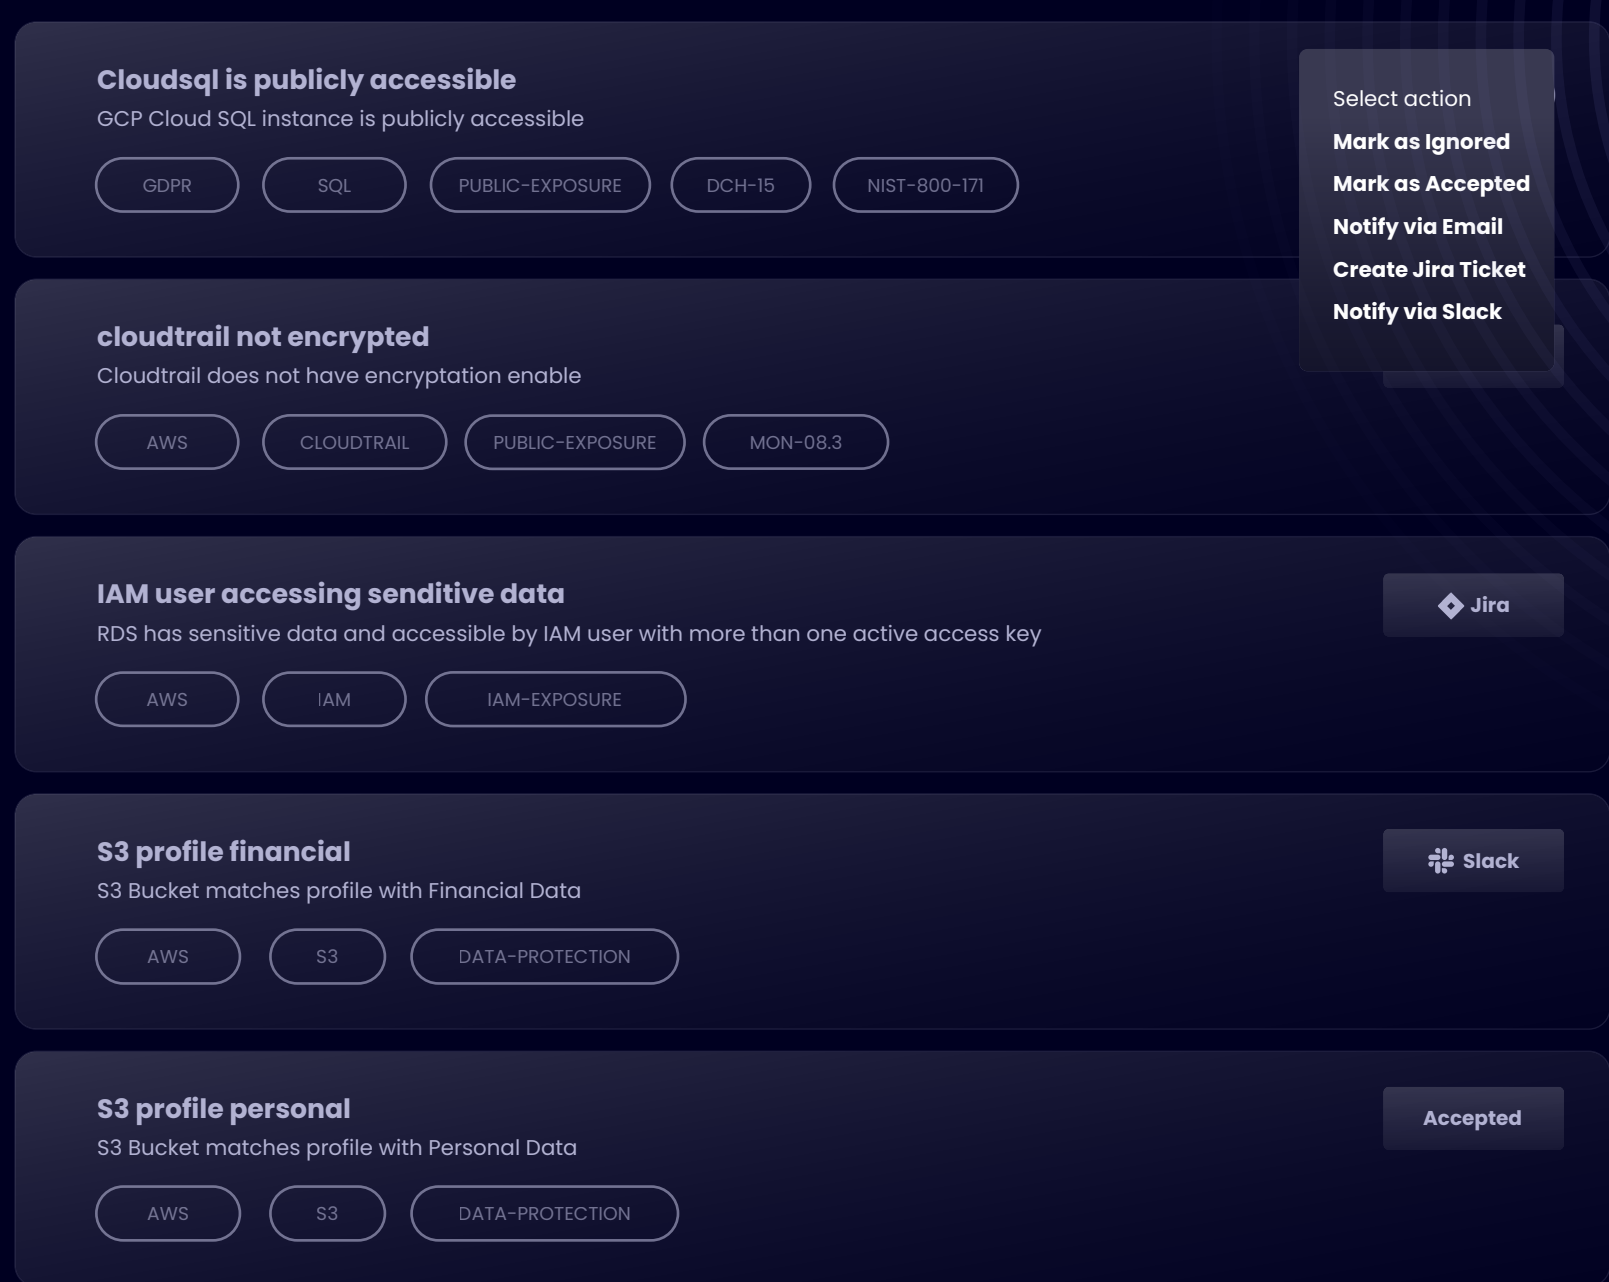 Cloudsql is publicly accessible
GCP Cloud SQL instance is publicly accessible
GDPR
SQL
PUBLIC-EXPOSURE
DCH-15
NIST-800-171
Select action
Mark as Ignored
Mark as Accepted
Notify via Email
Create Jira Ticket
Notify via Slack
cloudtrail not encrypted
Cloudtrail does not have encryptation enable
AWS
CLOUDTRAIL
PUBLIC-EXPOSURE
MON-08.3
IAM user accessing senditive data
RDS has sensitive data and accessible by IAM user with more than one active access key
Jira
AWS
IAM
IAM-EXPOSURE
S3 profile financial
S3 Bucket matches profile with Financial Data
Slack
AWS
S3
DATA-PROTECTION
S3 profile personal
S3 Bucket matches profile with Personal Data
Accepted
AWS
S3
DATA-PROTECTION